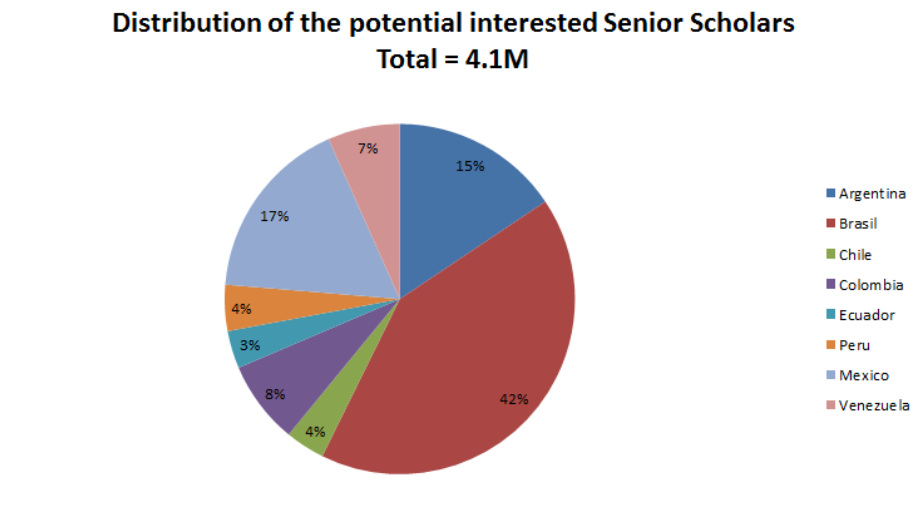 Distribution of the potential interested Senior Scholars
Total = 4.1M
7%
15%
17%
4%
3%
8%
4%
42%
Argentina
Brasil
Chile
Colombia
Ecuador
Peru
Mexico
Venezuela